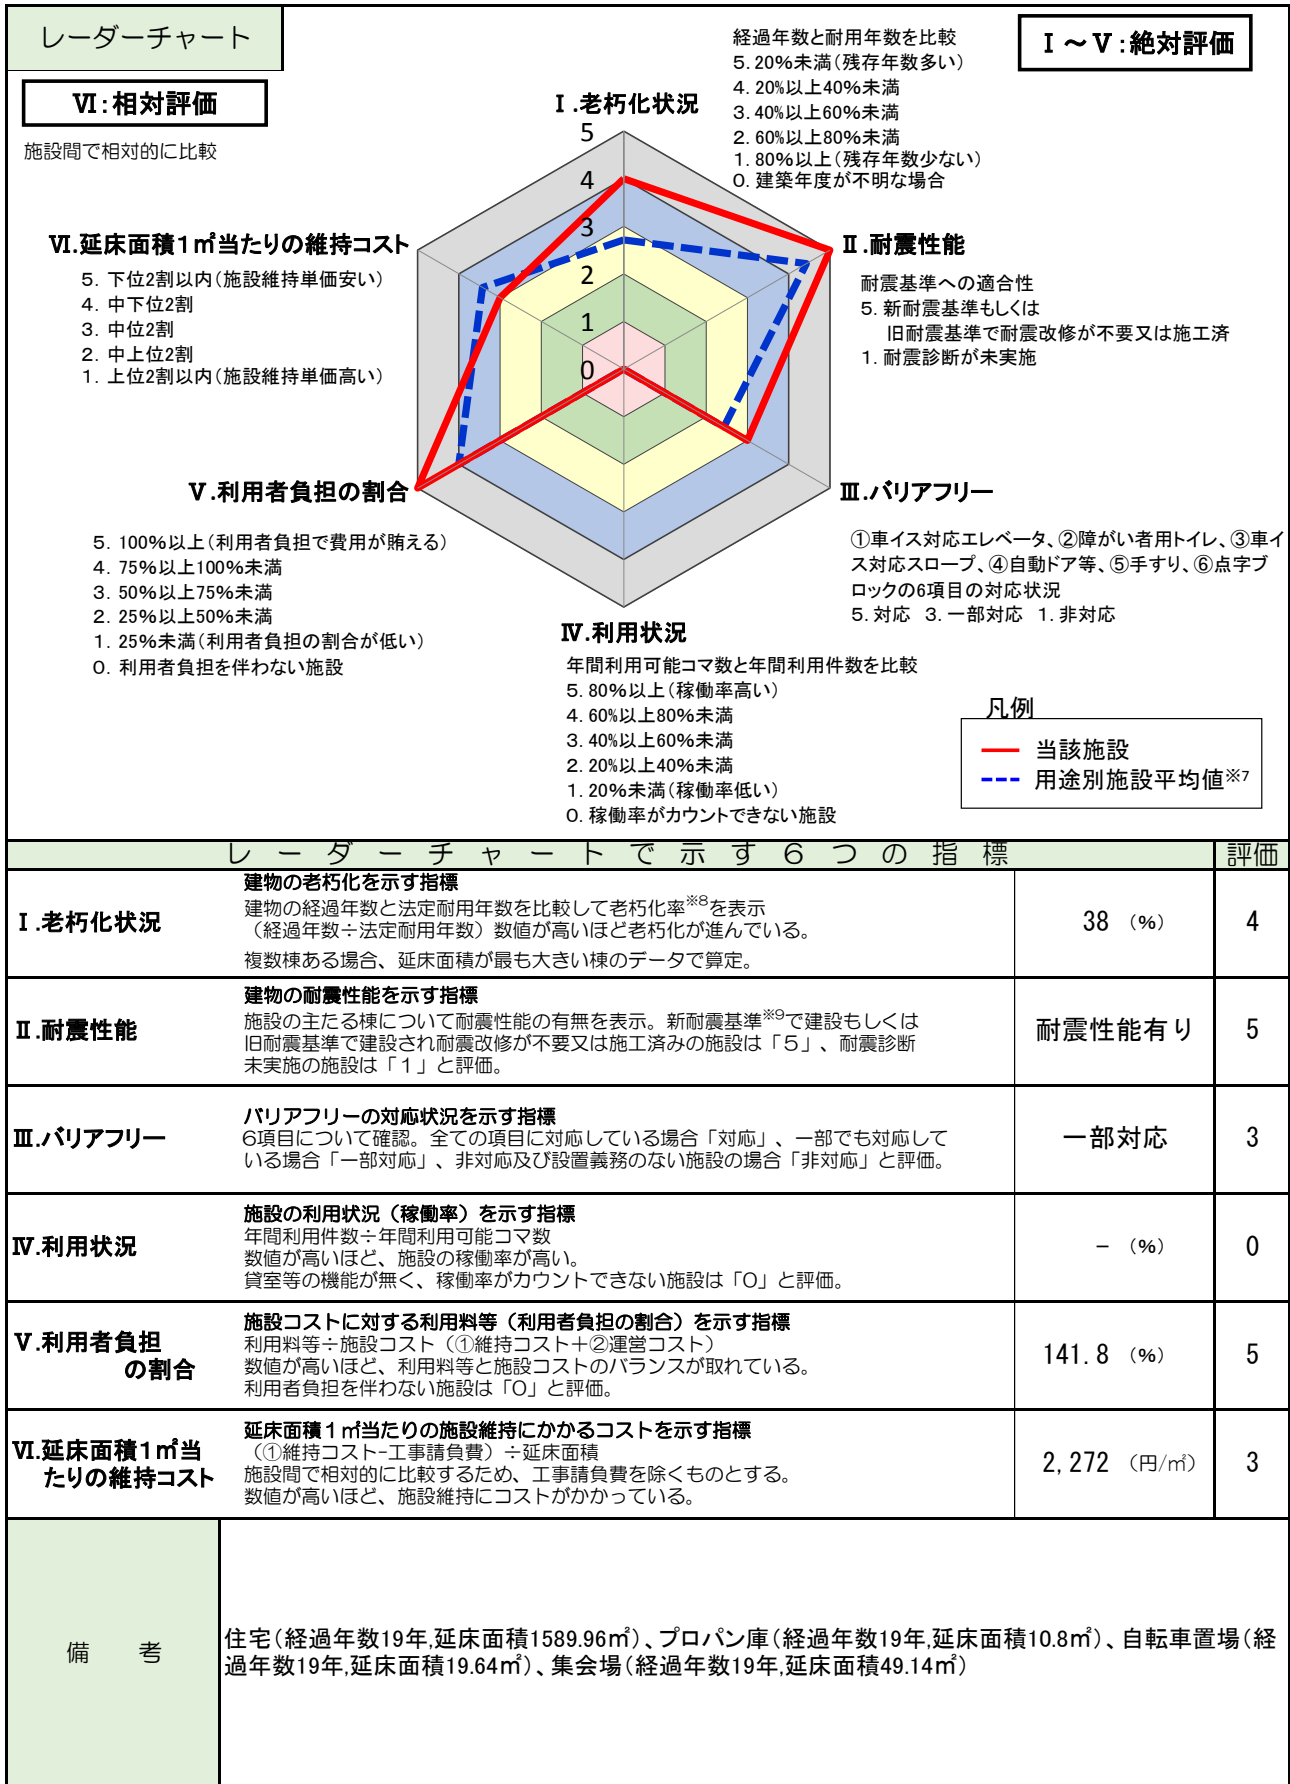 レーダーチャート
Ⅰ～Ⅴ：絶対評価
Ⅵ：相対評価
施設間で相対的に比較
Ⅰ.老朽化状況
経過年数と耐用年数を比較
5. 20%未満（残存年数多い）
4. 20%以上40%未満
3. 40%以上60%未満
2. 60%以上80%未満
1. 80%以上（残存年数少ない）
0. 建築年度が不明な場合
5
4
3
2
1
0
Ⅱ.耐震性能
耐震基準への適合性
5. 新耐震基準もしくは
旧耐震基準で耐震改修が不要又は施工済
1. 耐震診断が未実施
Ⅵ.延床面積1㎡当たりの維持コスト
5. 下位2割以内（施設維持単価安い）
4. 中下位2割
3. 中位2割
2. 中上位2割
1. 上位2割以内（施設維持単価高い）
Ⅲ.バリアフリー
①車イス対応エレベータ、②障がい者用トイレ、③車イ
ス対応スロープ、④自動ドア等、⑤手すり、⑥点字ブ
ロックの6項目の対応状況
5. 対応 3. 一部対応 1. 非対応
Ⅴ.利用者負担の割合
5. 100%以上（利用者負担で費用が賄える）
4. 75%以上100%未満
3. 50%以上75%未満
2. 25%以上50%未満
1. 25%未満（利用者負担の割合が低い）
0. 利用者負担を伴わない施設
Ⅳ.利用状況
年間利用可能コマ数と年間利用件数を比較
5. 80%以上（稼働率高い）
4. 60%以上80%未満
3. 40%以上60%未満
2. 20%以上40%未満
1. 20%未満（稼働率低い）
0. 稼働率がカウントできない施設
凡例
当該施設
用途別施設平均値※7
レーダーチャートで示す6つの指標 評価
Ⅰ.老朽化状況
建物の老朽化を示す指標
建物の経過年数と法定耐用年数を比較して老朽化率※8を表示
（経過年数÷法定耐用年数）数値が高いほど老朽化が進んでいる。
複数棟ある場合、延床面積が最も大きい棟のデータで算定。
38 （%） 4
Ⅱ.耐震性能
建物の耐震性能を示す指標
施設の主たる棟について耐震性能の有無を表示。新耐震基準※9で建設もしくは
旧耐震基準で建設され耐震改修が不要又は施工済みの施設は「5」、耐震診断
未実施の施設は「1」と評価。
耐震性能有り 5
Ⅲ.バリアフリー
バリアフリーの対応状況を示す指標
6項目について確認。全ての項目に対応している場合「対応」、一部でも対応して
いる場合「一部対応」、非対応及び設置義務のない施設の場合「非対応」と評価。
一部対応 3
Ⅳ.利用状況
施設の利用状況（稼働率）を示す指標
年間利用件数÷年間利用可能コマ数
数値が高いほど、施設の稼働率が高い。
貸室等の機能が無く、稼働率がカウントできない施設は「0」と評価。
－ （%） 0
Ⅴ.利用者負担
の割合
施設コストに対する利用料等（利用者負担の割合）を示す指標
利用料等÷施設コスト（①維持コスト＋②運営コスト）
数値が高いほど、利用料等と施設コストのバランスが取れている。
利用者負担を伴わない施設は「0」と評価。
141.8 （%） 5
Ⅵ.延床面積1㎡当
たりの維持コスト
延床面積1㎡当たりの施設維持にかかるコストを示す指標
（①維持コスト-工事請負費）÷延床面積
施設間で相対的に比較するため、工事請負費を除くものとする。
数値が高いほど、施設維持にコストがかかっている。
2,272 （円/㎡） 3
備 考
住宅（経過年数19年,延床面積1589.96㎡）、プロパン庫（経過年数19年,延床面積10.8㎡）、自転車置場（経
過年数19年,延床面積19.64㎡）、集会場（経過年数19年,延床面積49.14㎡）